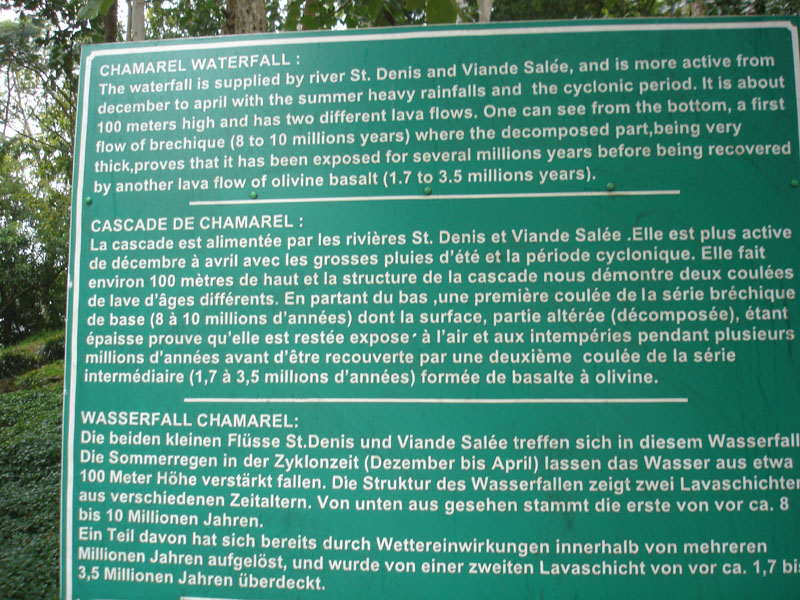 CHAMAREL WATERFALL :
The waterfall is supplied by river St. Denis and Viande Salée, and is more active from
december to april with the summer heavy rainfalls and the cyclonic period. It is about
100 meters high and has two different lava flows. One can see from the bottom, a first
flow of brechique (8 to 10 millions years) where the decomposed part,being very
thick,proves that it has been exposed for several millions years before being recovered
by another lava flow of olivine basalt (1.7 to 3.5 millions years).
CASCADE DE CHAMAREL :
La cascade est alimentée par les rivières St. Denis et Viande Salée .Elle est plus active
de décembre à avril avec les grosses pluies d'été et la période cyclonique. Elle fait
environ 100 mètres de haut et la structure de la cascade nous démontre deux coulées
de lave d'âges différents. En partant du bas ,une première coulée de la série bréchique
de base (8 à 10 millions d'années) dont la surface, partie altérée (décomposée), étant
épaisse prouve qu'elle est restée expose´ à l'air et aux intempéries pendant plusieurs
millions d'années avant d'être recouverte par une deuxième coulée de la série
intermédiaire (1,7 à 3,5 millions d'années) formée de basalte à olivine.
WASSERFALL CHAMAREL:
Die beiden kleinen Flüsse St.Denis und Viande Salée treffen sich in diesem Wasserfall
Die Sommerregen in der Zyklonzeit (Dezember bis April) lassen das Wasser aus etwa
100 Meter Höhe verstärkt fallen. Die Struktur des Wasserfallen zeigt zwei Lavaschichten
aus verschiedenen Zeitaltern. Von unten aus gesehen stammt die erste von vor ca. 8
bis 10 Millionen Jahren.
Ein Teil davon hat sich bereits durch Wettereinwirkungen innerhalb von mehreren
Millionen Jahren aufgelöst, und wurde von einer zweiten Lavaschicht von vor ca. 1,7 bis
3,5 Millionen Jahren überdeckt.